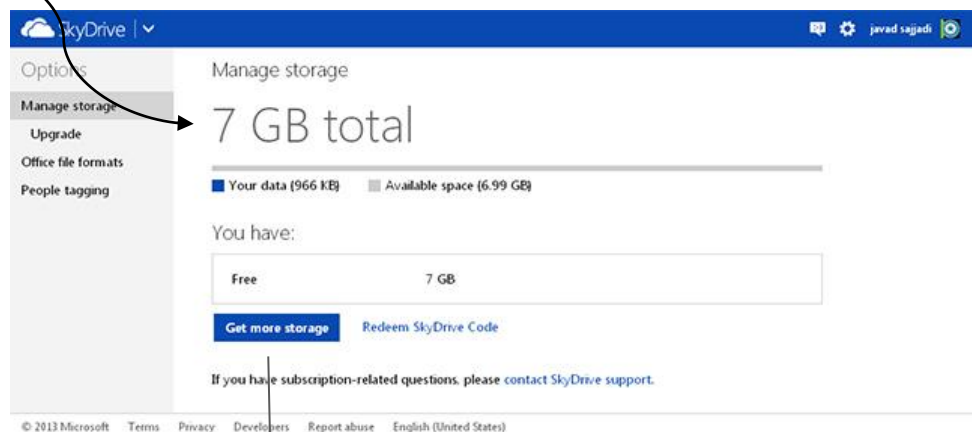 SkyDrive
javad sajjadi
Options
Manage storage
Upgrade
Office file formats
People tagging
Manage storage
7 GB total
Your data (966 KB) Available space (6.99 GB)
You have:
Free 7 GB
Get more storage Redeem SkyDrive Code
If you have subscription-related questions, please contact SkyDrive support.
© 2013 Microsoft Terms Privacy Developers Report abuse English (United States)